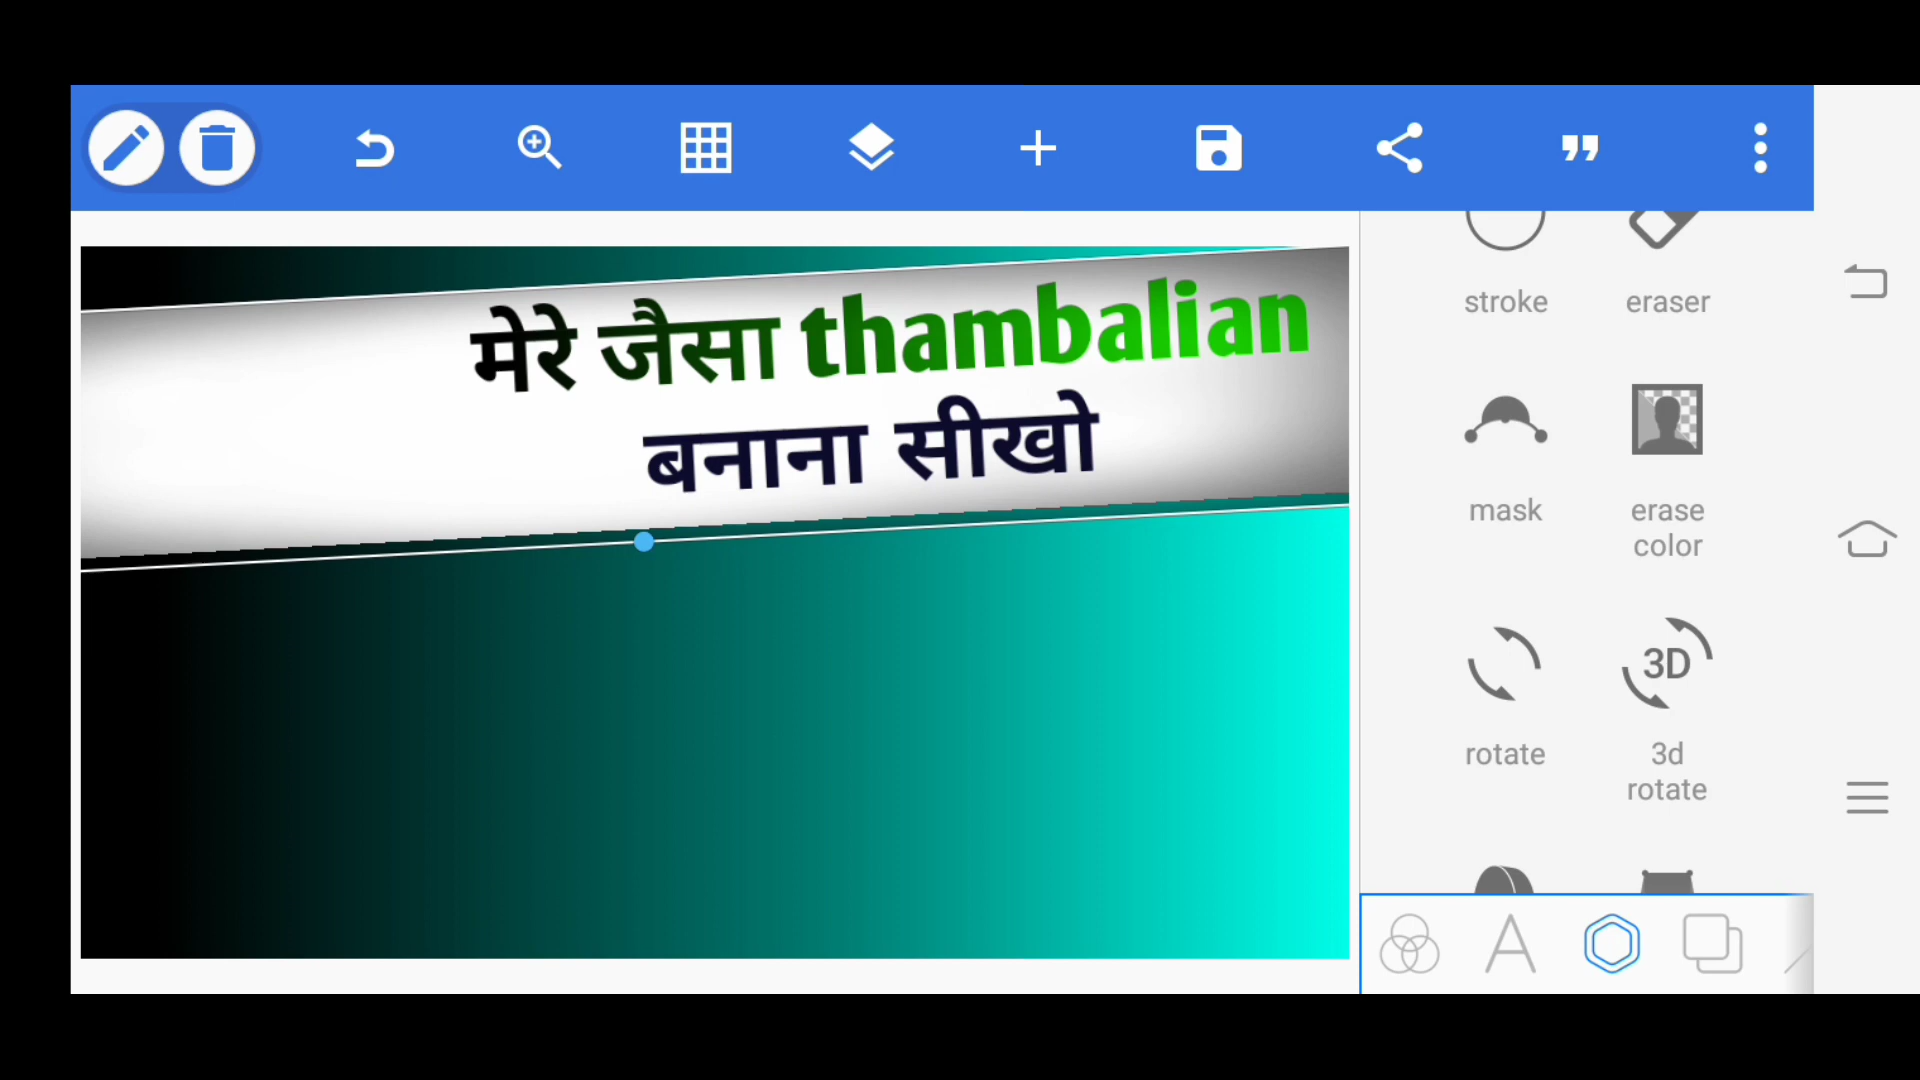 मेरे जैसा thambalian
बनाना सीखो
stroke
eraser
mask
erase
color
rotate
3D
3d
rotate